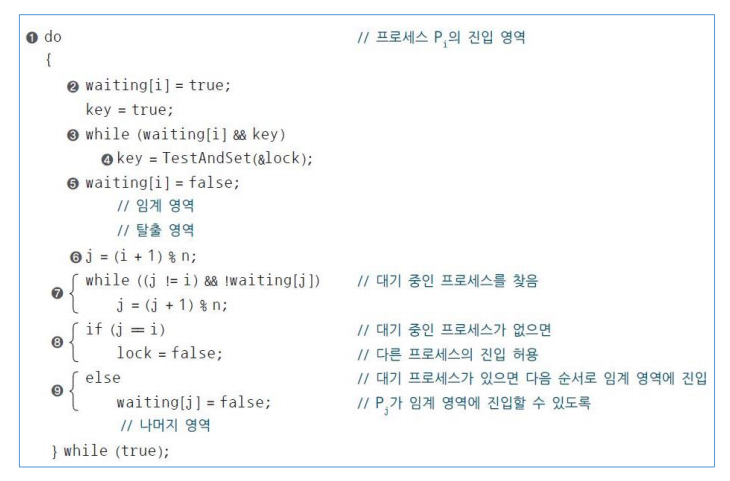 ❶ do // 프로세스 Pi의 진입 영역
{
❷ waiting[i] = true;
key = true;
❸ while (waiting[i] && key)
❹ key = TestAndSet(&lock);
❺ waiting[i] = false;
// 임계 영역
// 탈출 영역
❻ j = (i + 1) % n;
while ((j != i) && !waiting[j]) // 대기 중인 프로세스를 찾음
❼ j = (j + 1) % n;
if (j == i) // 대기 중인 프로세스가 없으면
❽ lock = false; // 다른 프로세스의 진입 허용
else // 대기 프로세스가 있으면 다음 순서로 임계 영역에 진입
❾ waiting[j] = false; // Pj가 임계 영역에 진입할 수 있도록
// 나머지 영역
} while (true);